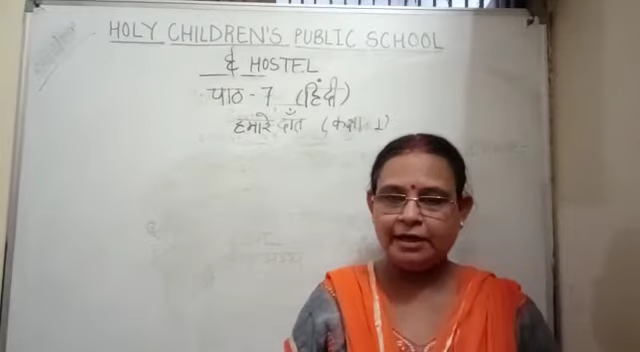 HOLY CHILDREN'S PUBLIC SCHOOL
& HOSTEL
पाठ - 7 (हिंदी)
हमारे दाँत (कक्षा 1)